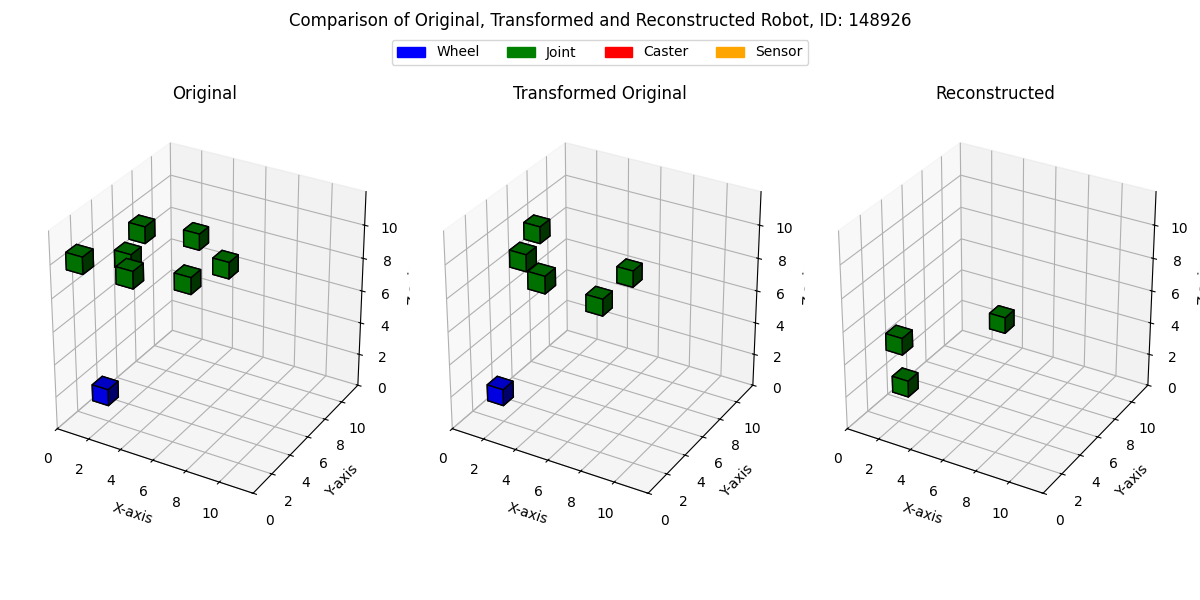 Comparison of Original, Transformed and Reconstructed Robot, ID: 148926
Wheel Joint Caster Sensor
Original
Transformed Original
Reconstructed
0 2 4 6 8 10
X-axis
0 2 4 6 8 10
Y-axis
0 2 4 6 8 10
0 2 4 6 8 10
X-axis
0 2 4 6 8 10
Y-axis
0 2 4 6 8 10
0 2 4 6 8 10
X-axis
0 2 4 6 8 10
Y-axis
0 2 4 6 8 10